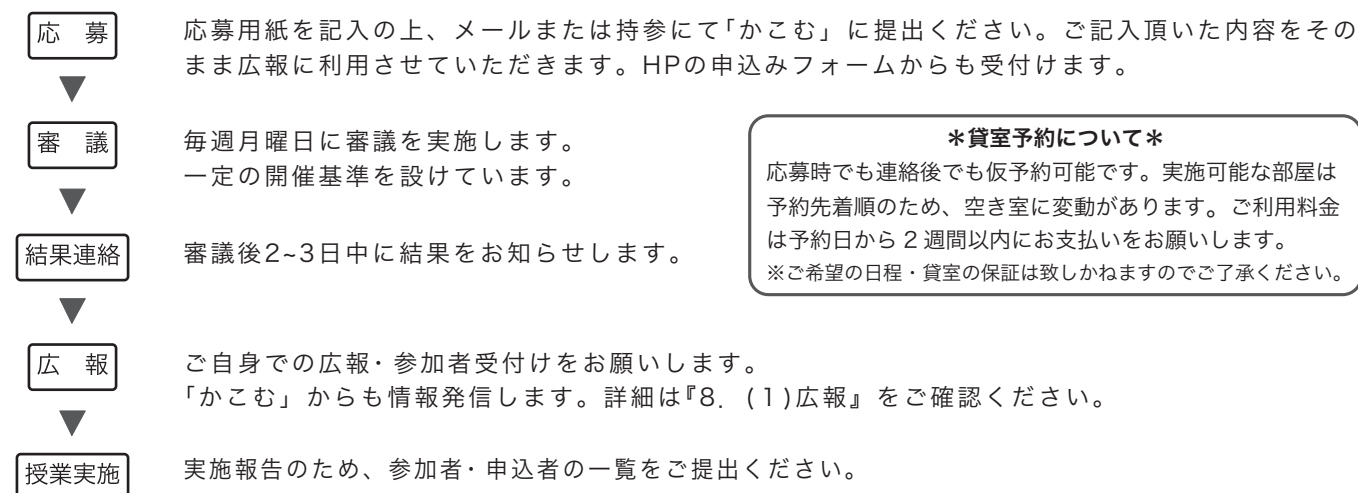 応　募
応募用紙を記入の上、メールまたは持参にて「かこむ」に提出ください。ご記入頂いた内容をその
まま広報に利用させていただきます。HPの申込みフォームからも受付けます。
▼
審　議
毎週月曜日に審議を実施します。
一定の開催基準を設けています。
▼
結果連絡
審議後2~3日中に結果をお知らせします。
＊貸室予約について＊
応募時でも連絡後でも仮予約可能です。実施可能な部屋は
予約先着順のため、空き室に変動があります。ご利用料金
は予約日から 2 週間以内にお支払いをお願いします。
※ご希望の日程・貸室の保証は致しかねますのでご了承ください。
▼
広　報
ご自身での広報・参加者受付けをお願いします。
「かこむ」からも情報発信します。詳細は『8.（1)広報』をご確認ください。
▼
授業実施
実施報告のため、参加者・申込者の一覧をご提出ください。